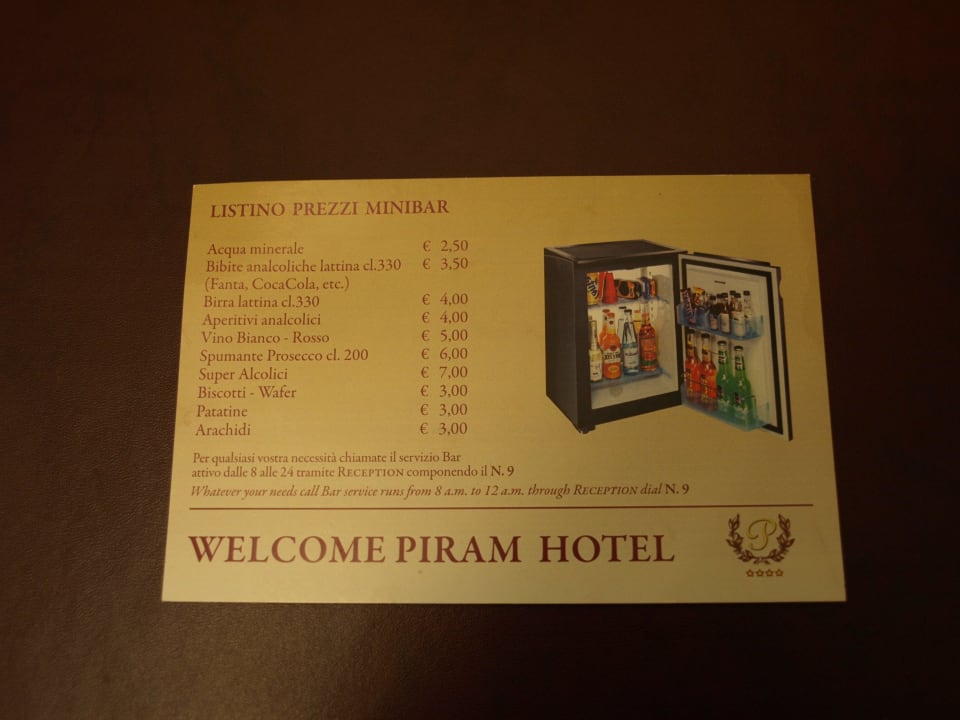 LISTINO PREZZI MINIBAR
Acqua minerale € 2,50
Bibite analcoliche lattina cl.330 € 3,50
(Fanta, CocaCola, etc.)
Birra lattina cl.330 € 4,00
Aperitivi analcolici € 4,00
Vino Bianco - Rosso € 5,00
Spumante Prosecco cl. 200 € 6,00
Super Alcolici € 7,00
Biscotti - Wafer € 3,00
Patatine € 3,00
Arachidi € 3,00
Per qualsiasi vostra necessità chiamate il servizio Bar
attivo dalle 8 alle 24 tramite RECEPTION componendo il N. 9
Whatever your needs call Bar service runs from 8 a.m. to 12 a.m. through RECEPTION dial N. 9
WELCOME PIRAM HOTEL
P